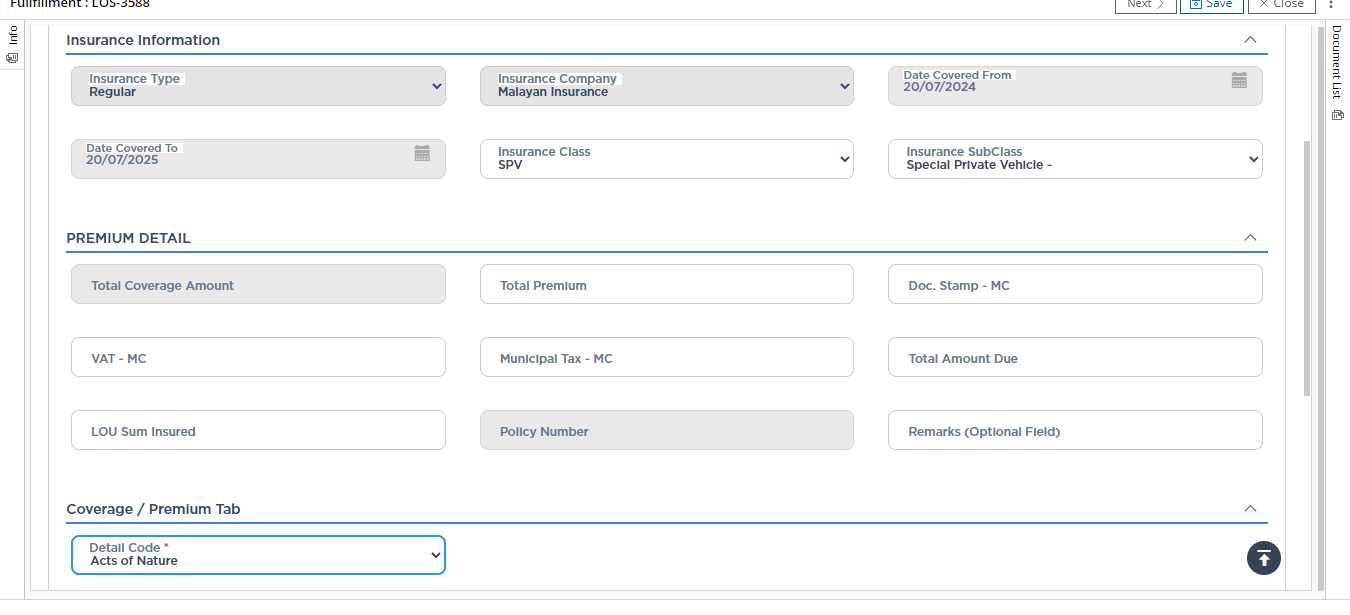 Fullfillment : LOS-3588
Next
Save
Close
Info
Document List
Insurance Information
Insurance Type
Regular
Insurance Company
Malayan Insurance
Date Covered From
20/07/2024
Date Covered To
20/07/2025
Insurance Class
SPV
Insurance SubClass
Special Private Vehicle -
PREMIUM DETAIL
Total Coverage Amount
Total Premium
Doc. Stamp - MC
VAT - MC
Municipal Tax - MC
Total Amount Due
LOU Sum Insured
Policy Number
Remarks (Optional Field)
Coverage / Premium Tab
Detail Code *
Acts of Nature